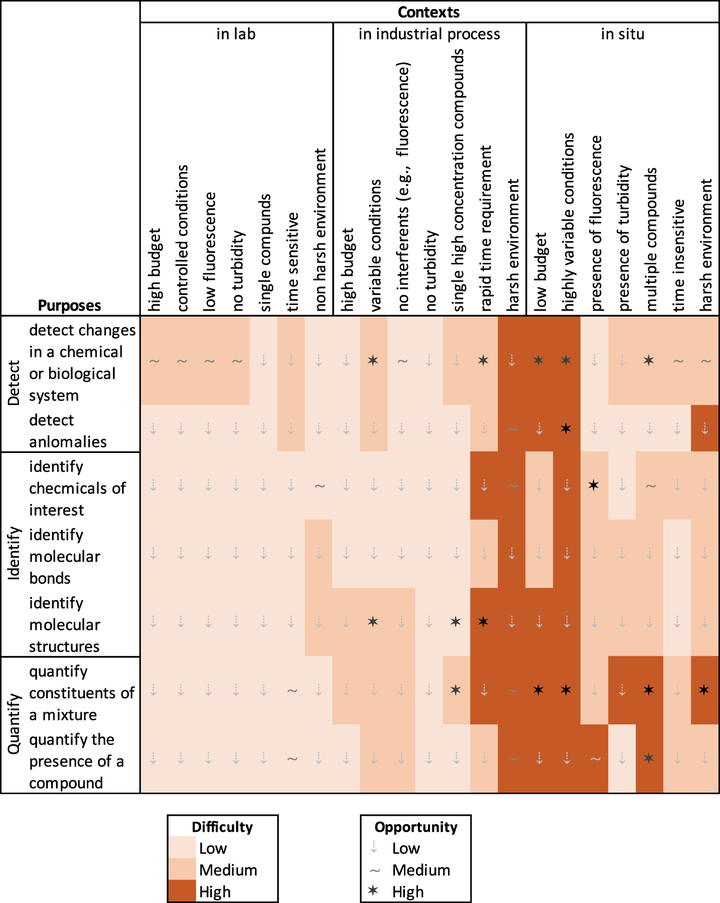 Contexts
in lab
in industrial process
in situ
Purposes
high budget
controlled conditions
low fluorescence
no turbidity
single compunds
time sensitive
non harsh environment
high budget
variable conditions
no interferents (e.g., fluorescence)
no turbidity
single high concentration compounds
rapid time requirement
harsh environment
low budget
highly variable conditions
presence of fluorescence
presence of turbidity
multiple compounds
time insensitive
harsh environment
Detect
detect changes
in a chemical
or biological
system
detect
anlomalies
Identify
identify
checmicals of
interest
identify
molecular
bonds
identify
molecular
structures
Quantify
quantify
constituents of
a mixture
quantify the
presence of a
compound
Difficulty
Low
Medium
High
Opportunity
Low
~ Medium
High